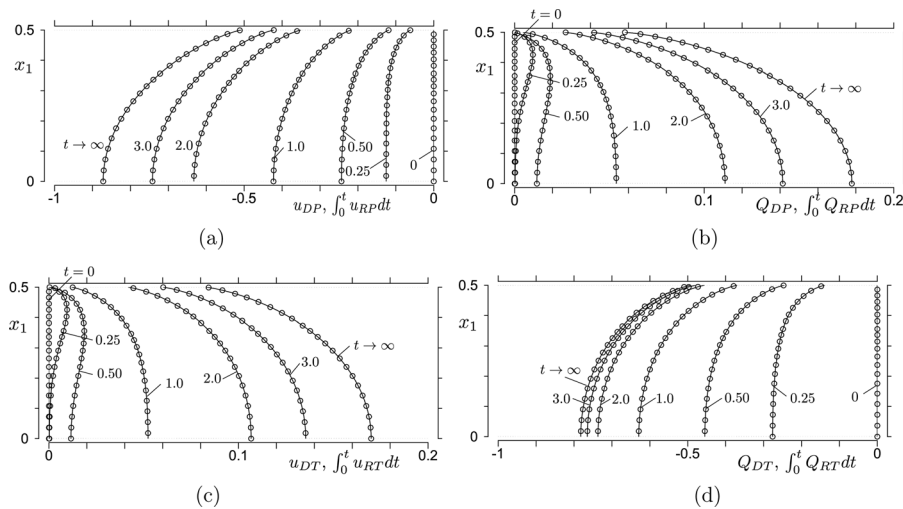 0.5
x₁
0
t→∞
3.0
2.0
1.0
0.50
0.25
0
-1
-0.5
0
u_DP, ∫₀ᵗ u_RP dt
(a)
t=0
0.5
x₁
0
0.25
0.50
1.0
2.0
3.0
t→∞
0
0.1
0.2
Q_DP, ∫₀ᵗ Q_RP dt
(b)
t=0
0.5
x₁
0
0.25
0.50
1.0
2.0
3.0
t→∞
0
0.1
0.2
u_DT, ∫₀ᵗ u_RT dt
(c)
0.5
x₁
0
t→∞
3.0
2.0
1.0
0.50
0.25
0
-1
-0.5
0
Q_DT, ∫₀ᵗ Q_RT dt
(d)